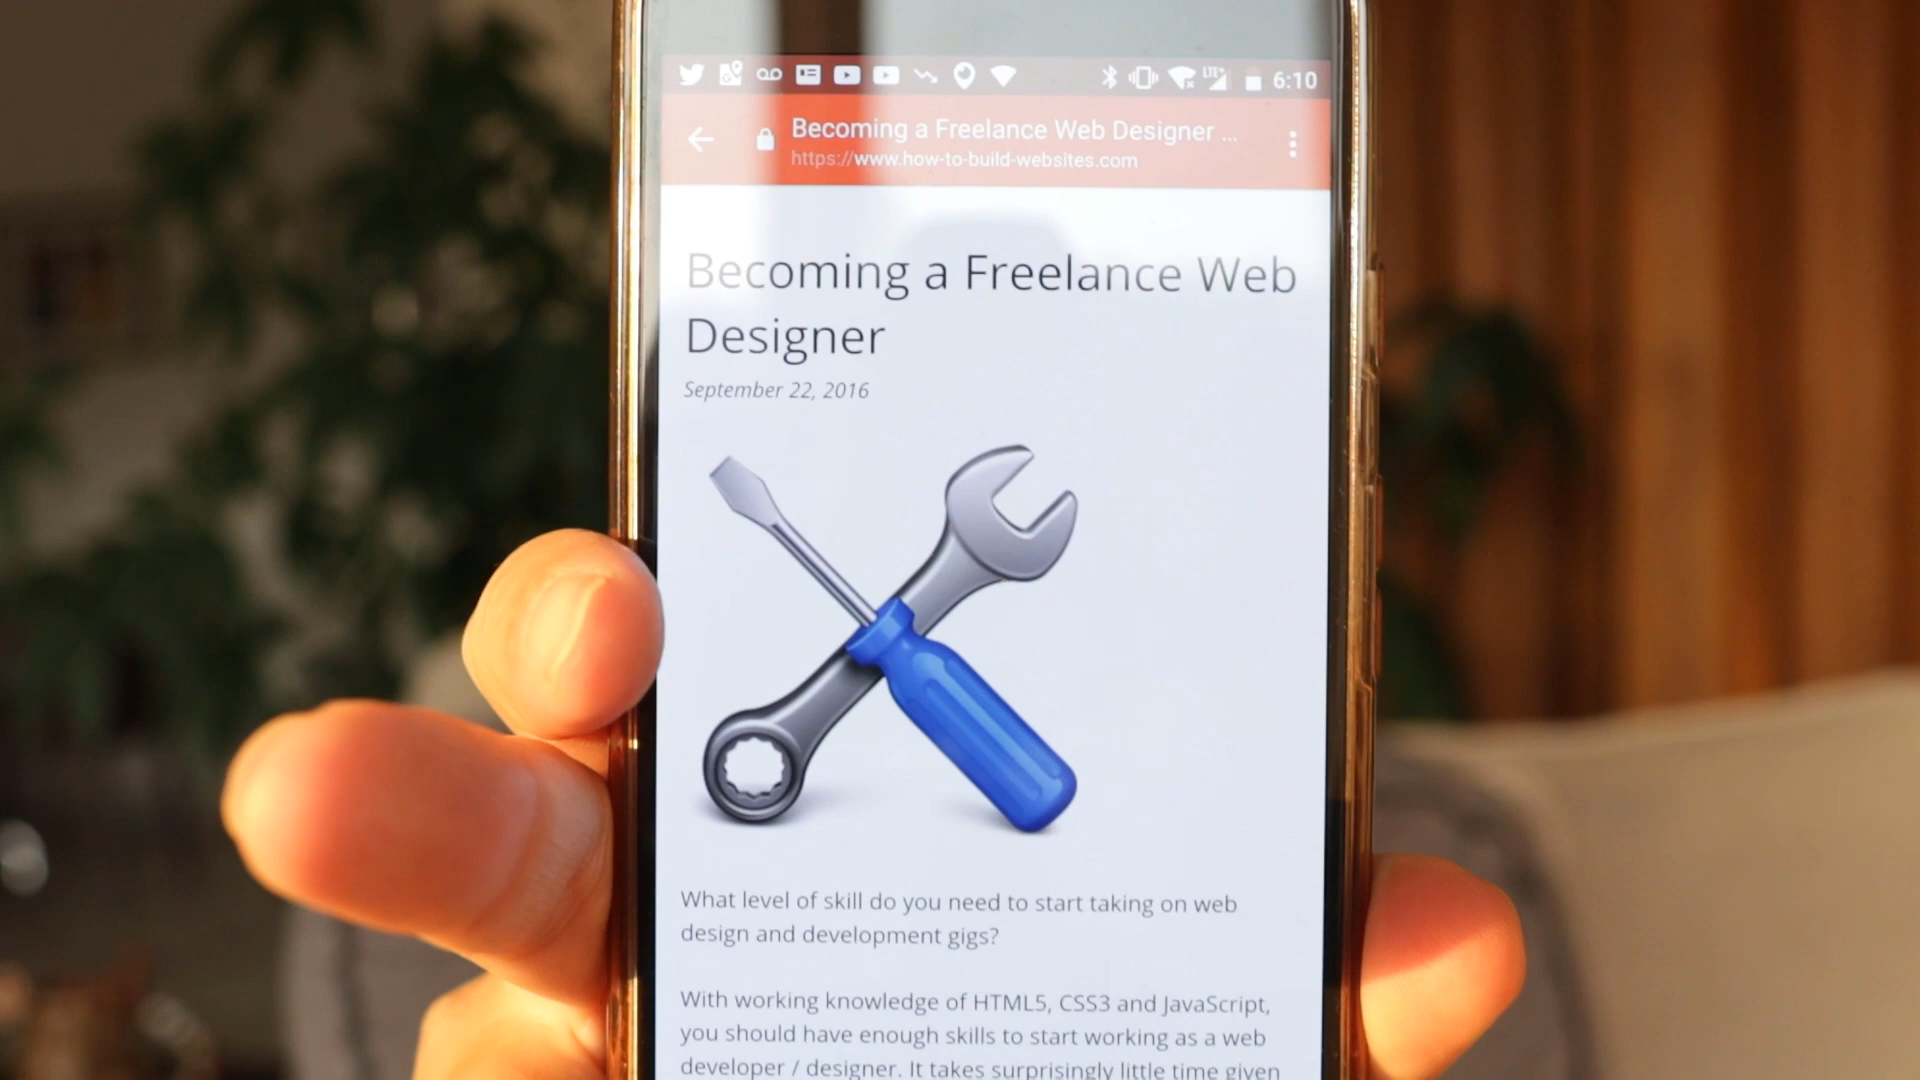 LTE 6:10
Becoming a Freelance Web Designer ...
https://www.how-to-build-websites.com
Becoming a Freelance Web
Designer
September 22, 2016
What level of skill do you need to start taking on web
design and development gigs?
With working knowledge of HTML5, CSS3 and JavaScript,
you should have enough skills to start working as a web
developer / designer. It takes surprisingly little time given